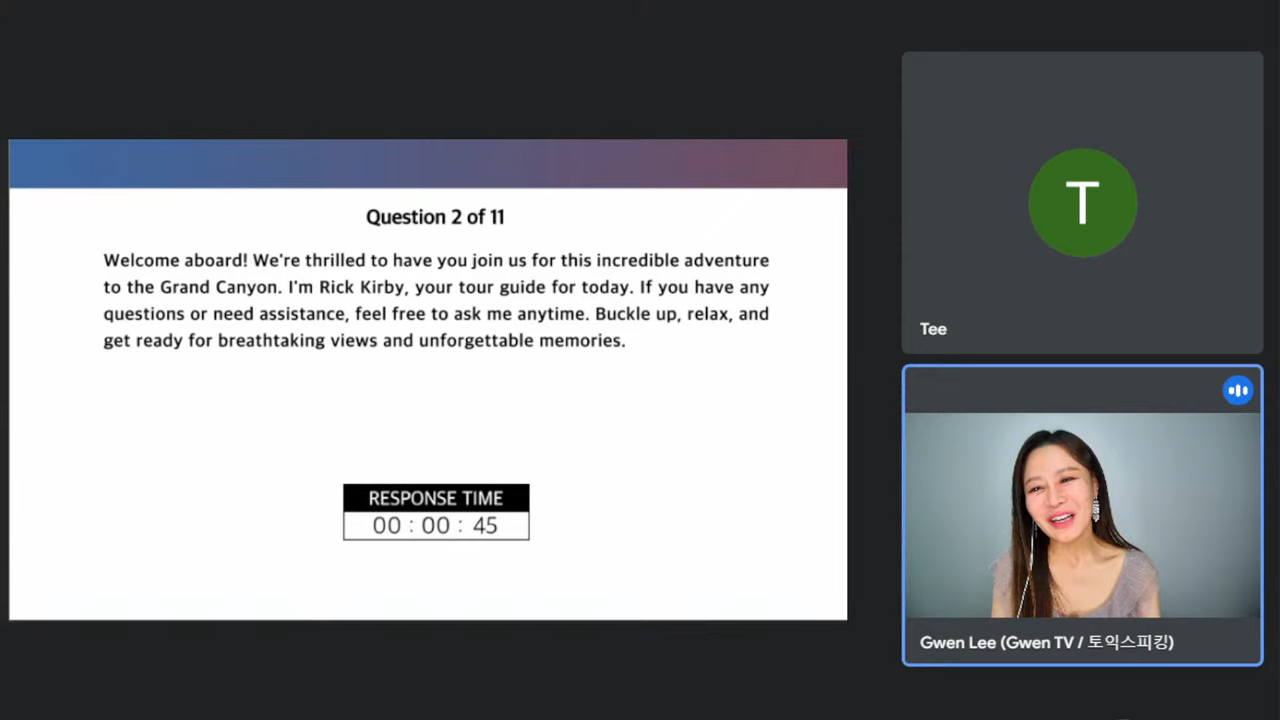 Question 2 of 11
Welcome aboard! We're thrilled to have you join us for this incredible adventure
to the Grand Canyon. I'm Rick Kirby, your tour guide for today. If you have any
questions or need assistance, feel free to ask me anytime. Buckle up, relax, and
get ready for breathtaking views and unforgettable memories.
RESPONSE TIME
00 : 00 : 45
T
Tee
Gwen Lee (Gwen TV / 토익스피킹)